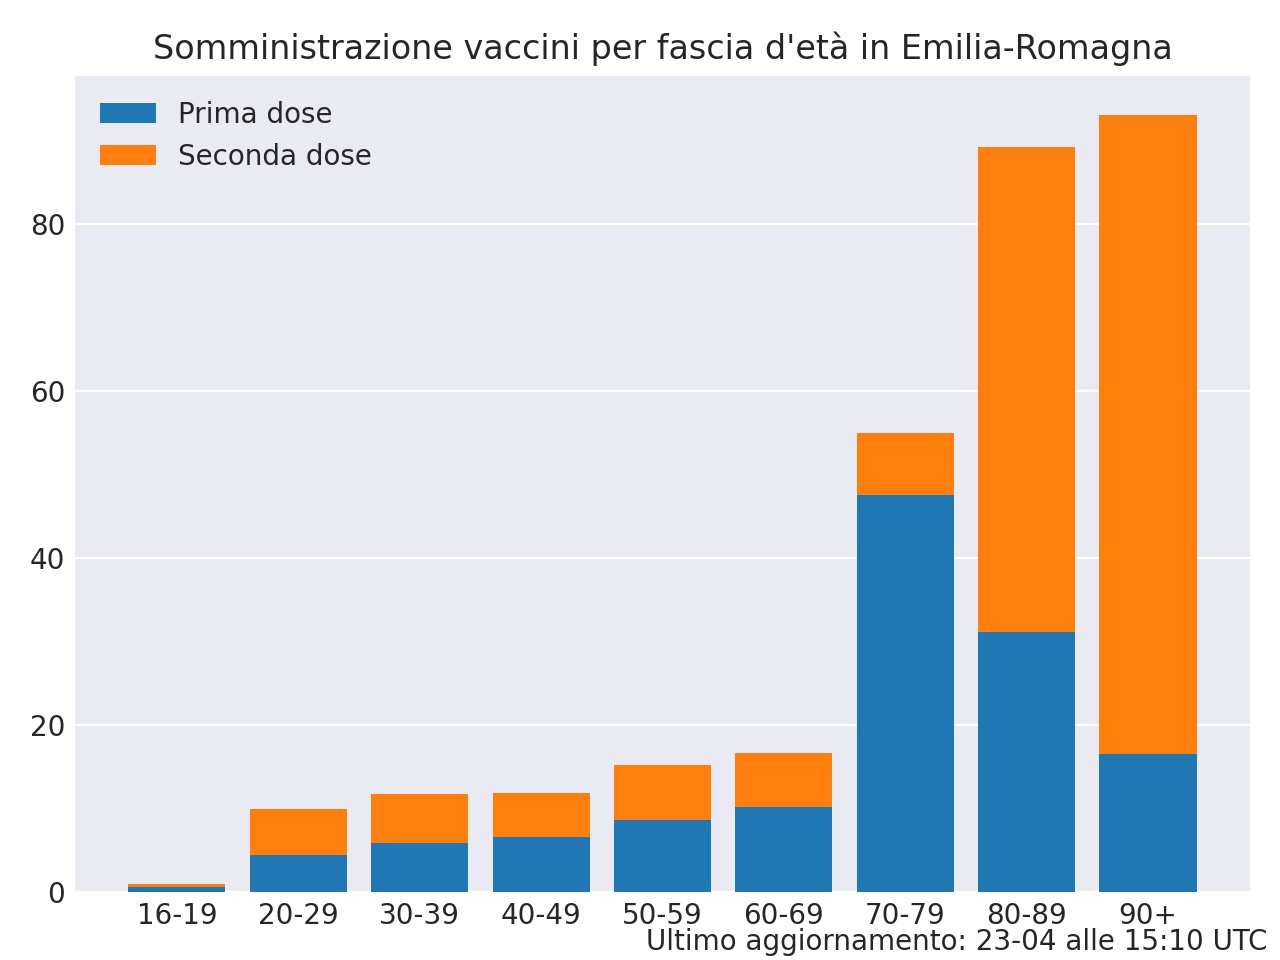 Somministrazione vaccini per fascia d'età in Emilia-Romagna
Prima dose
Seconda dose
80
60
40
20
0
16-19 20-29 30-39 40-49 50-59 60-69 70-79 80-89 90+
Ultimo aggiornamento: 23-04 alle 15:10 UTC